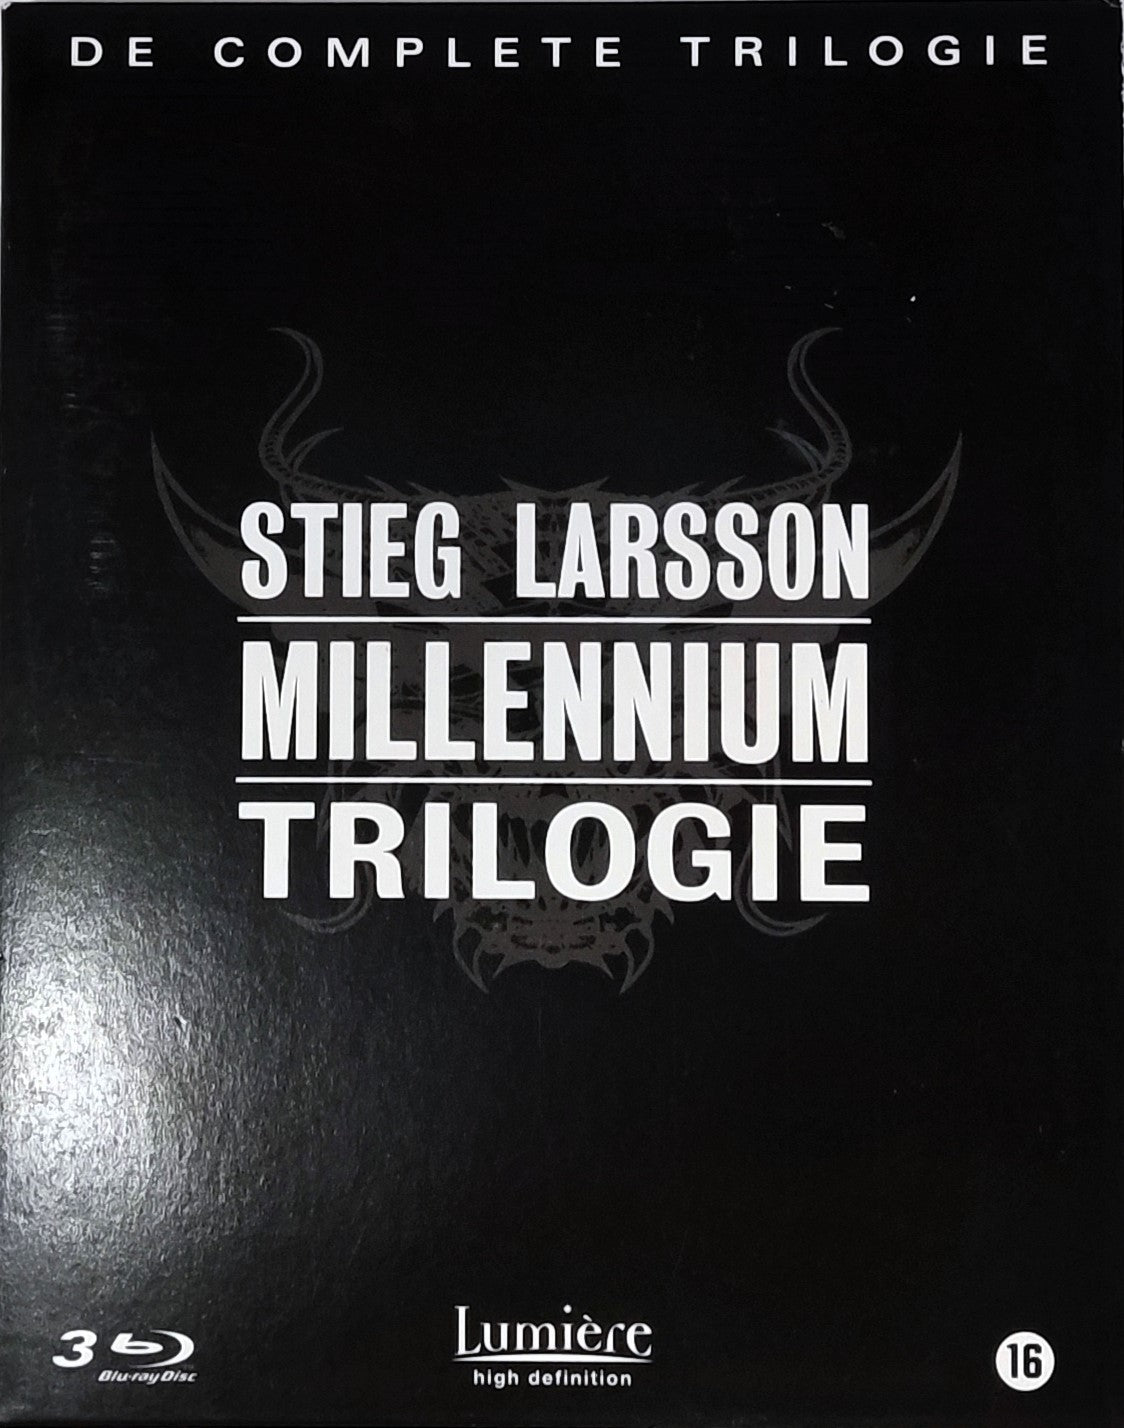 DE COMPLETE TRILOGIE
STIEG LARSSON
MILLENNIUM
TRILOGIE
3 Blu-ray Disc
Lumière
high definition
16